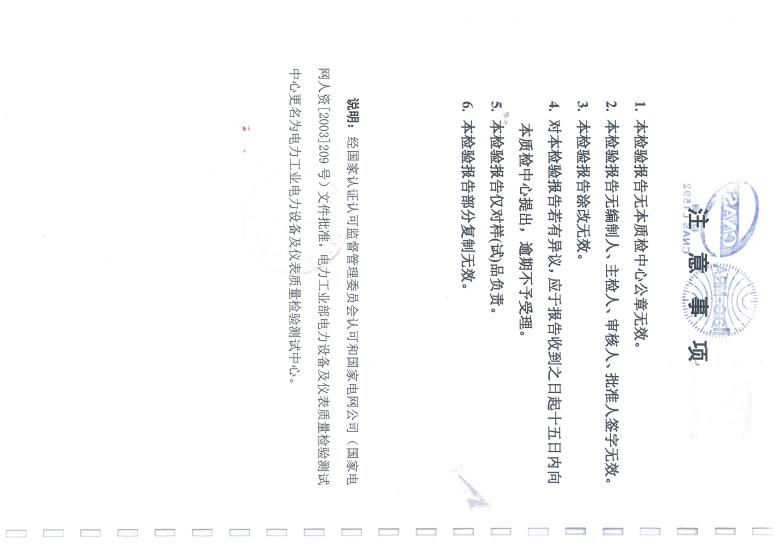 注 意 事 项
1. 本检验报告无本质检中心公章无效。
2. 本检验报告无编制人、主检人、审核人、批准人签字无效。
3. 本检验报告涂改无效。
4. 对本检验报告若有异议，应于报告收到之日起十五日内向
本质检中心提出，逾期不予受理。
5. 本检验报告仅对样(试)品负责。
6. 本检验报告部分复制无效。
说明：经国家认证认可监督管理委员会认可和国家电网公司（国家电
网人资[2003]209 号）文件批准，电力工业部电力设备及仪表质量检验测试
中心更名为电力工业电力设备及仪表质量检验测试中心。